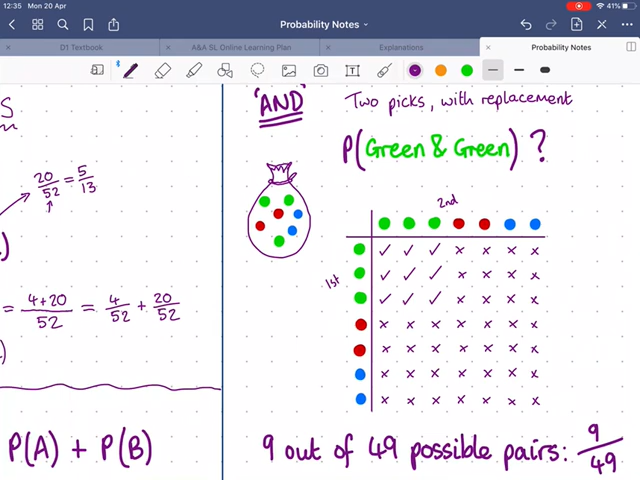 12:35 Mon 20 Apr
41%
Probability Notes
D1 Textbook
A&A SL Online Learning Plan
Explanations
Probability Notes
S
20/52 = 5/13
)
= 4+20/52 = 4/52 + 20/52
)
P(A) + P(B)
'AND'
Two picks, with replacement
P(Green & Green) ?
2nd
1st
✓ ✓ ✓ x x x x
✓ ✓ ✓ x x x x
✓ ✓ ✓ x x x x
x x x x x x x
x x x x x x x
x x x x x x x
x x x x x x x
9 out of 49 possible pairs: 9/49